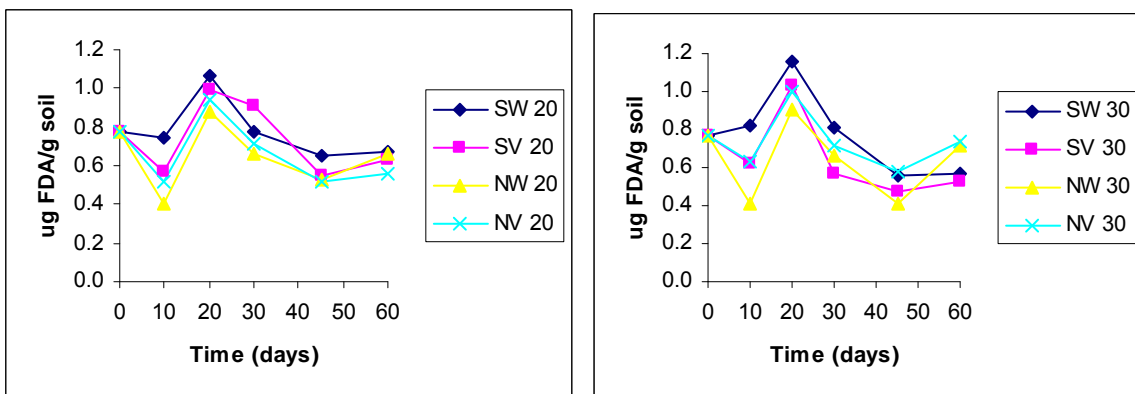 ug FDA/g soil
1.2
1.0
0.8
0.6
0.4
0.2
0.0
0 10 20 30 40 50 60
Time (days)
SW 20
SV 20
NW 20
NV 20
ug FDA/g soil
1.2
1.0
0.8
0.6
0.4
0.2
0.0
0 10 20 30 40 50 60
Time (days)
SW 30
SV 30
NW 30
NV 30